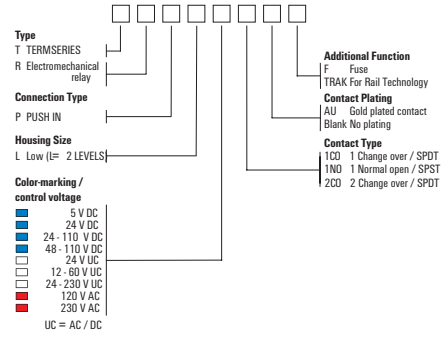 Type
T TERMSERIES
R Electromechanical
relay
Connection Type
P PUSH IN
Housing Size
L Low (L= 2 LEVELS)
Color-marking /
control voltage
5 V DC
24 V DC
24 - 110 V DC
48 - 110 V DC
24 V UC
12 - 60 V UC
24 - 230 V UC
120 V AC
230 V AC
UC = AC / DC
Additional Function
F Fuse
TRAK For Rail Technology
Contact Plating
AU Gold plated contact
Blank No plating
Contact Type
1CO 1 Change over / SPDT
1NO 1 Normal open / SPST
2CO 2 Change over / SPDT